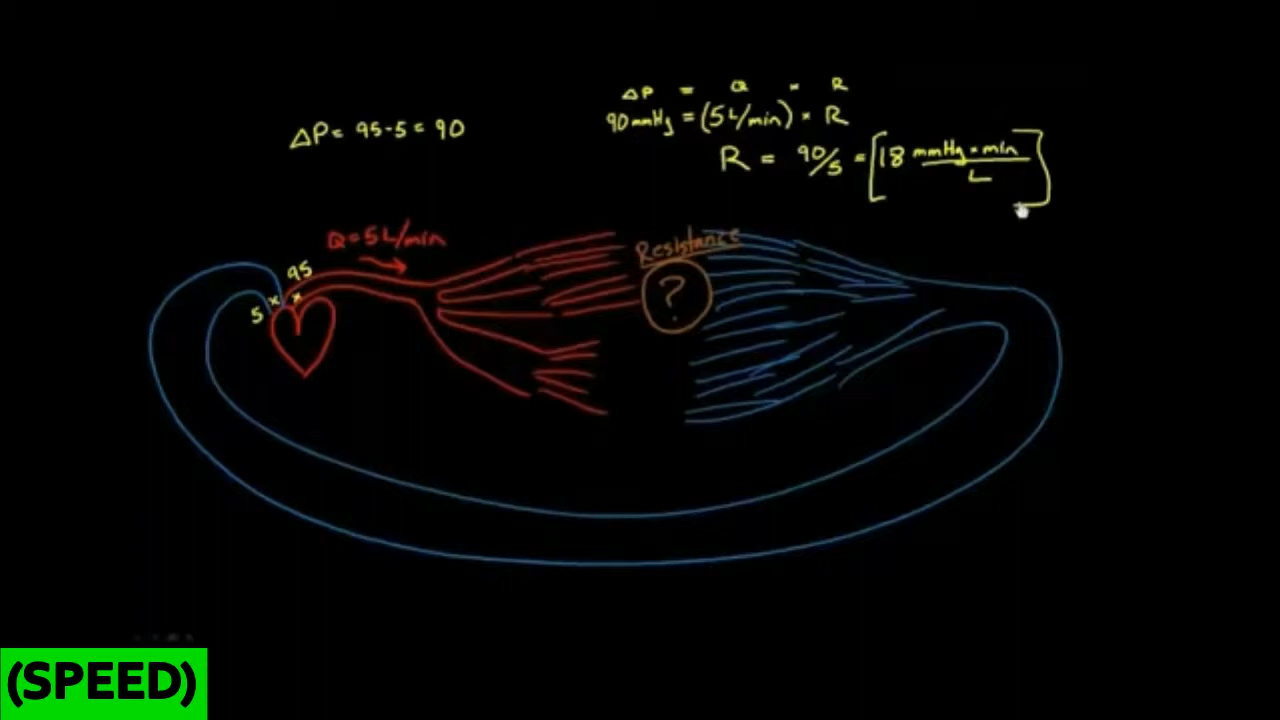 ΔP = Q × R
90 mmHg = (5 L/min) × R
ΔP = 95-5 = 90
R = 90/5 = [18 mmHg × min / L]
Q = 5 L/min
Resistance
95
?
5
(SPEED)